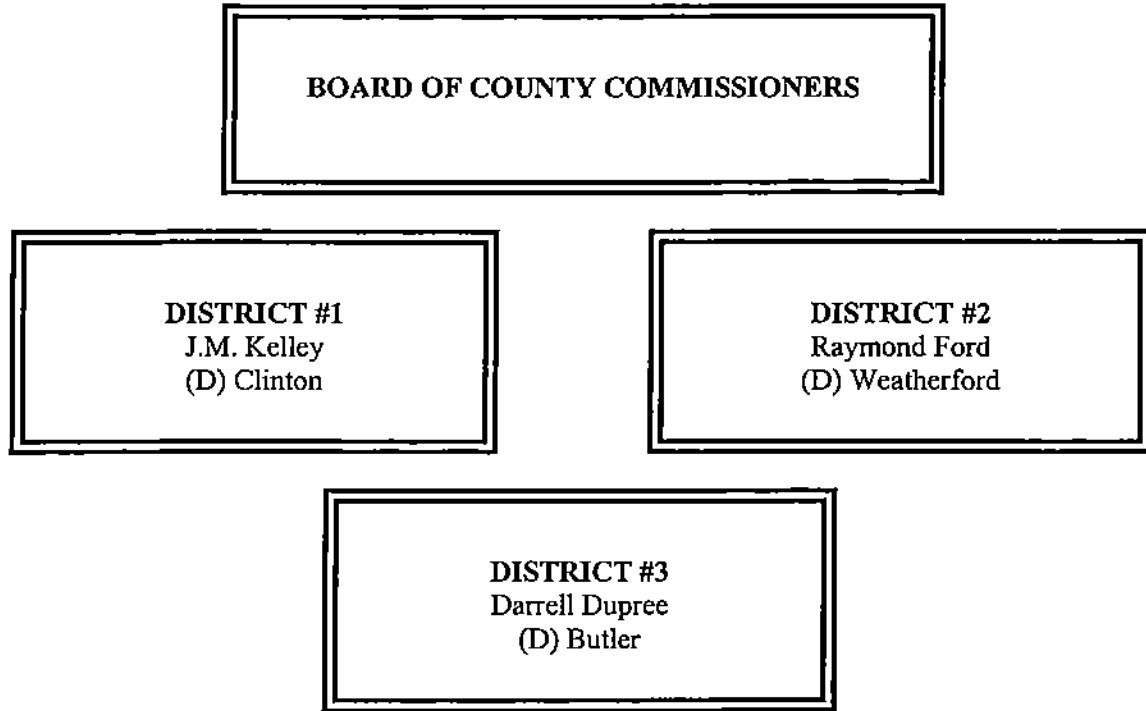 BOARD OF COUNTY COMMISSIONERS
DISTRICT #1
J.M. Kelley
(D) Clinton
DISTRICT #2
Raymond Ford
(D) Weatherford
DISTRICT #3
Darrell Dupree
(D) Butler